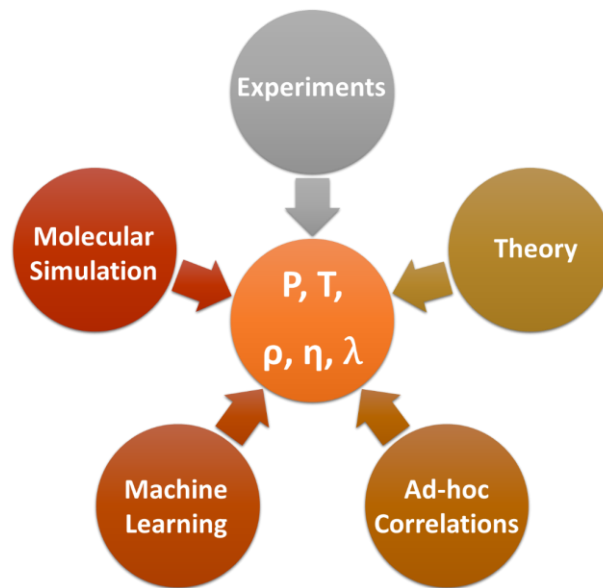 Experiments
Molecular
Simulation
Theory
P, T,
ρ, η, λ
Machine
Learning
Ad-hoc
Correlations